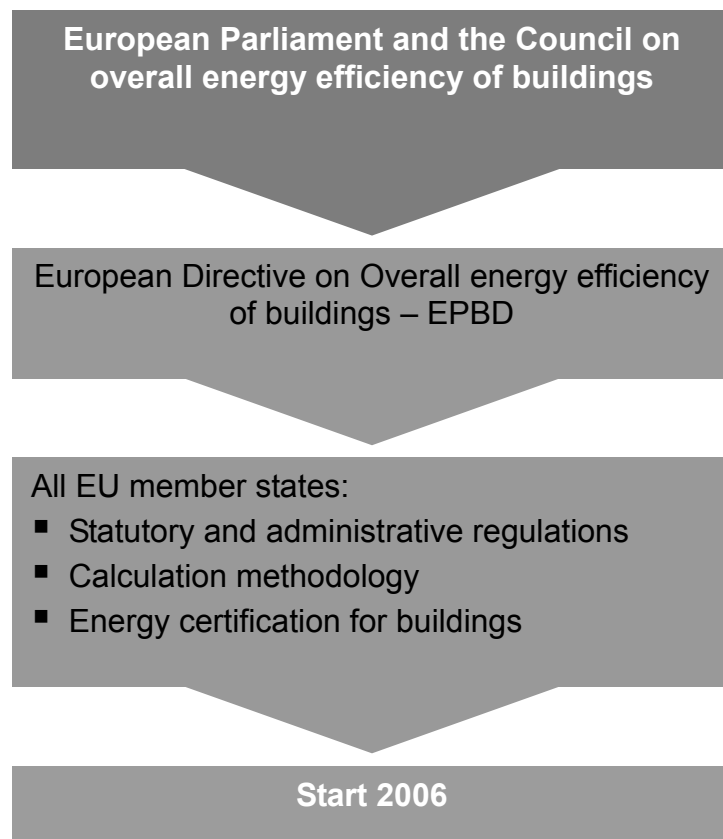 European Parliament and the Council on
overall energy efficiency of buildings
European Directive on Overall energy efficiency
of buildings – EPBD
All EU member states:
▪ Statutory and administrative regulations
▪ Calculation methodology
▪ Energy certification for buildings
Start 2006